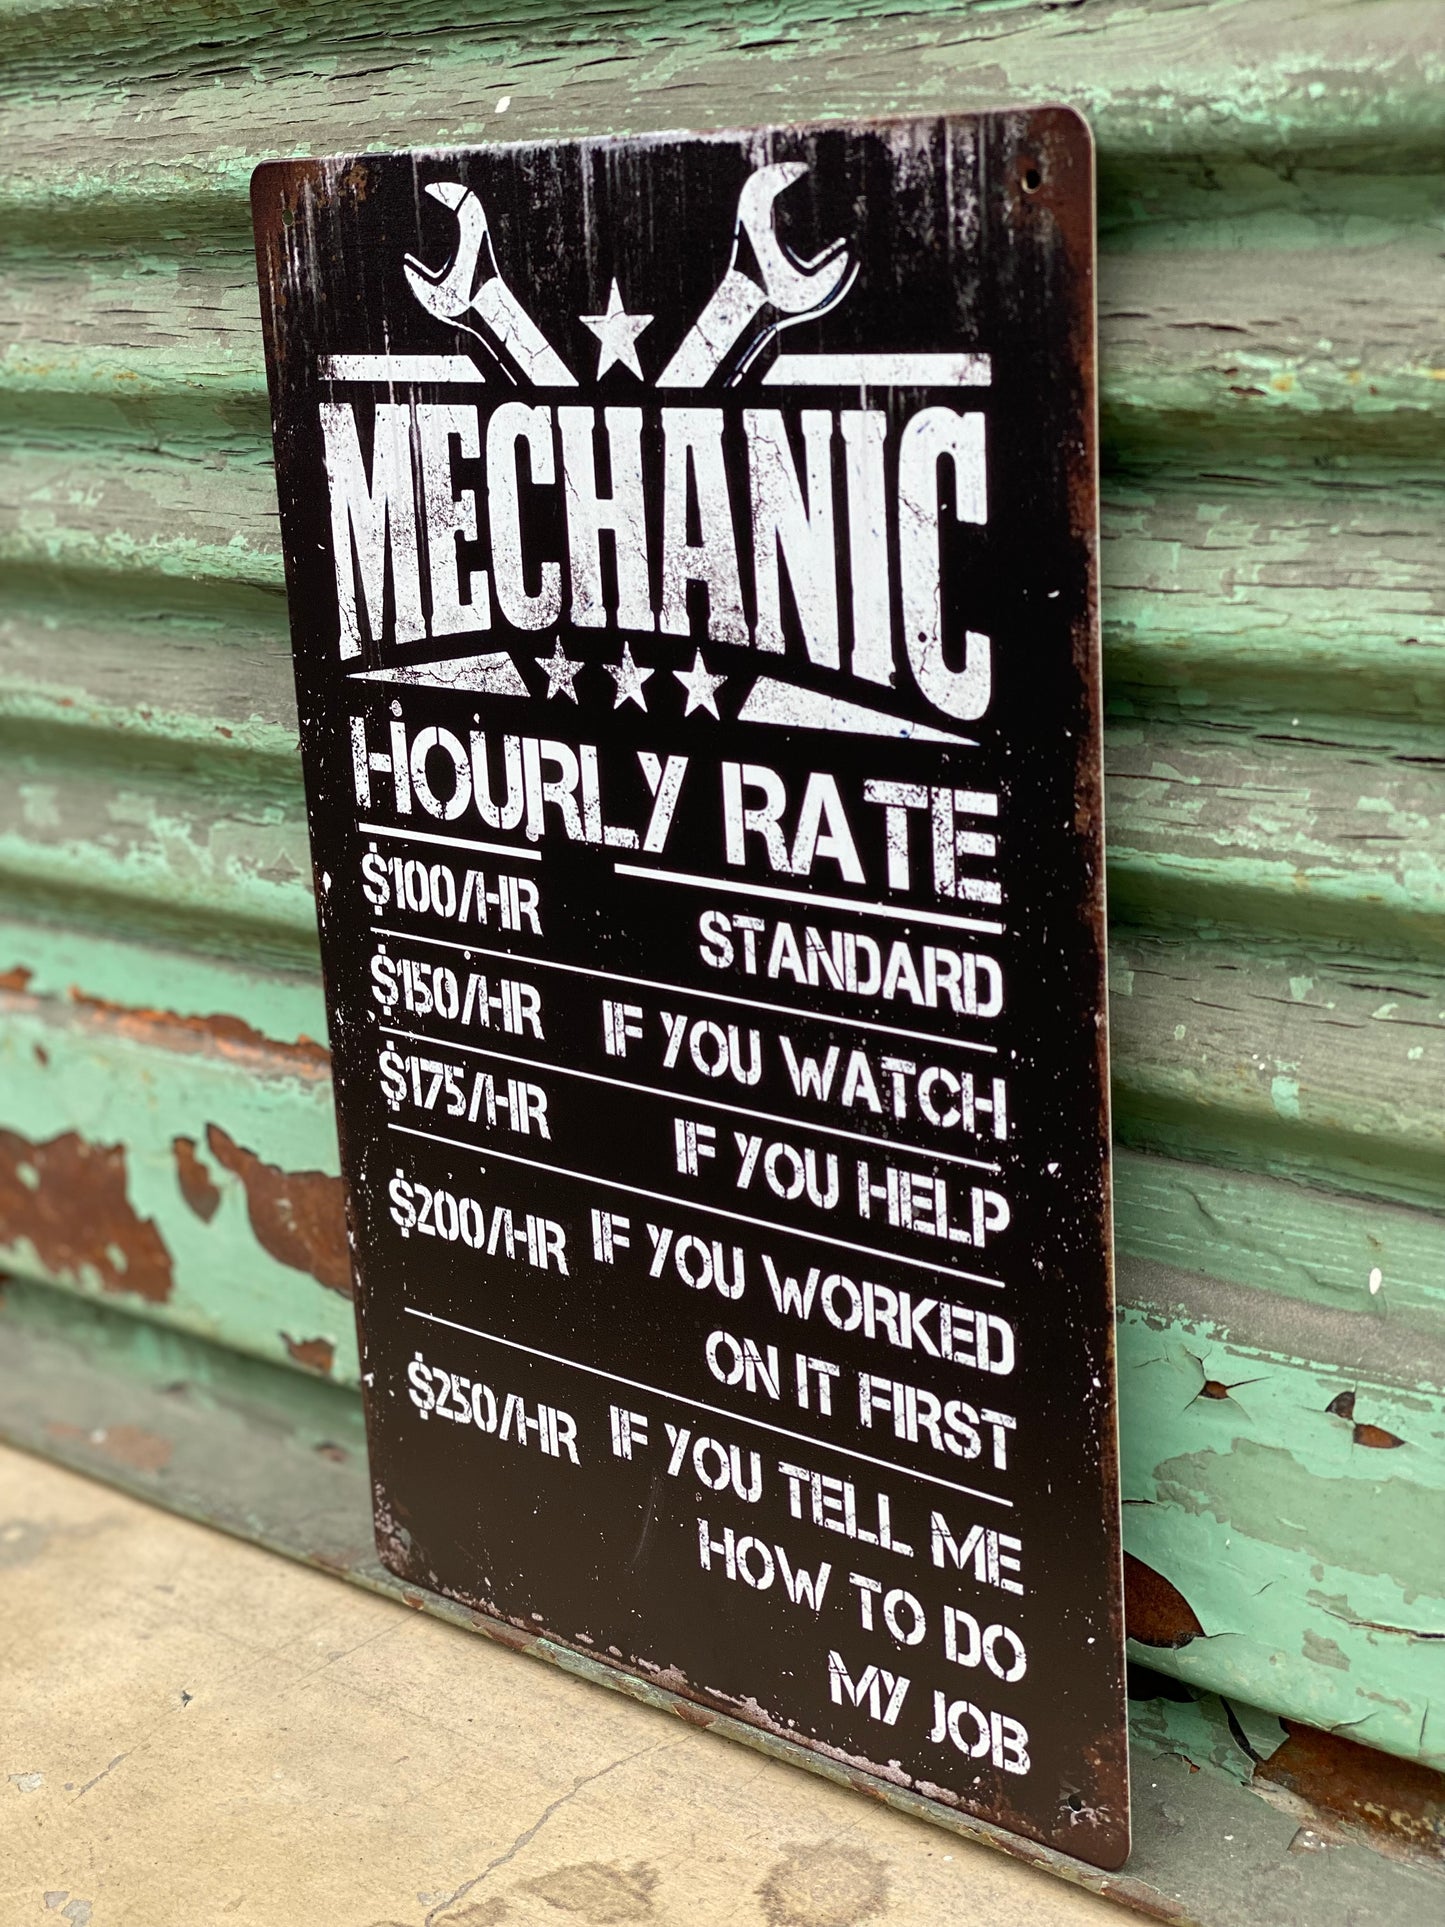 MECHANIC
HOURLY RATE
$100/HR STANDARD
$150/HR IF YOU WATCH
$175/HR IF YOU HELP
$200/HR IF YOU WORKED
ON IT FIRST
$250/HR IF YOU TELL ME
HOW TO DO
MY JOB